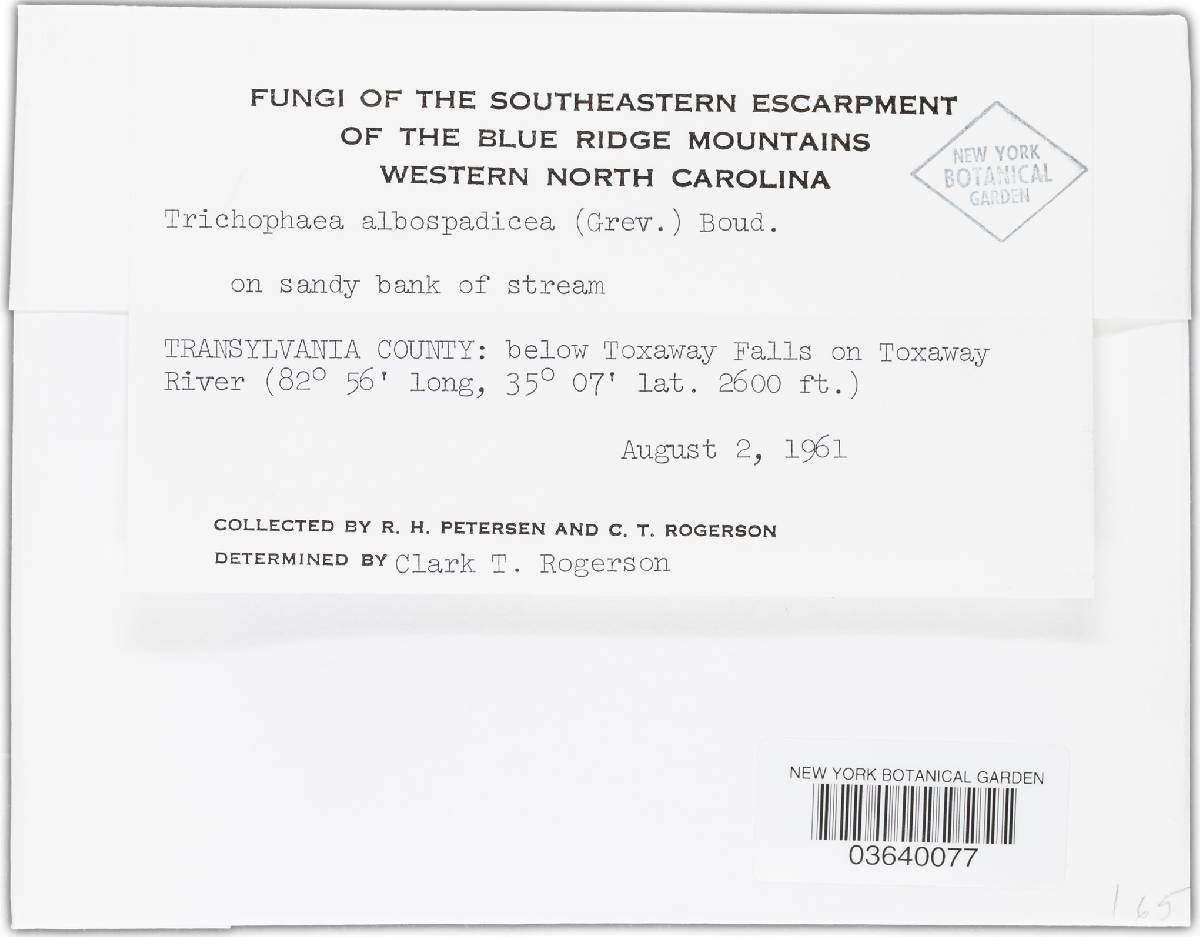 FUNGI OF THE SOUTHEASTERN ESCARPMENT
OF THE BLUE RIDGE MOUNTAINS
WESTERN NORTH CAROLINA
NEW YORK
BOTANICAL
GARDEN
Trichophaea albospadicea (Grev.) Boud.
on sandy bank of stream
TRANSYLVANIA COUNTY: below Toxaway Falls on Toxaway
River (82° 56' long, 35° 07' lat. 2600 ft.)
August 2, 1961
COLLECTED BY R. H. PETERSEN AND C. T. ROGERSON
DETERMINED BY Clark T. Rogerson
NEW YORK BOTANICAL GARDEN
03640077
165